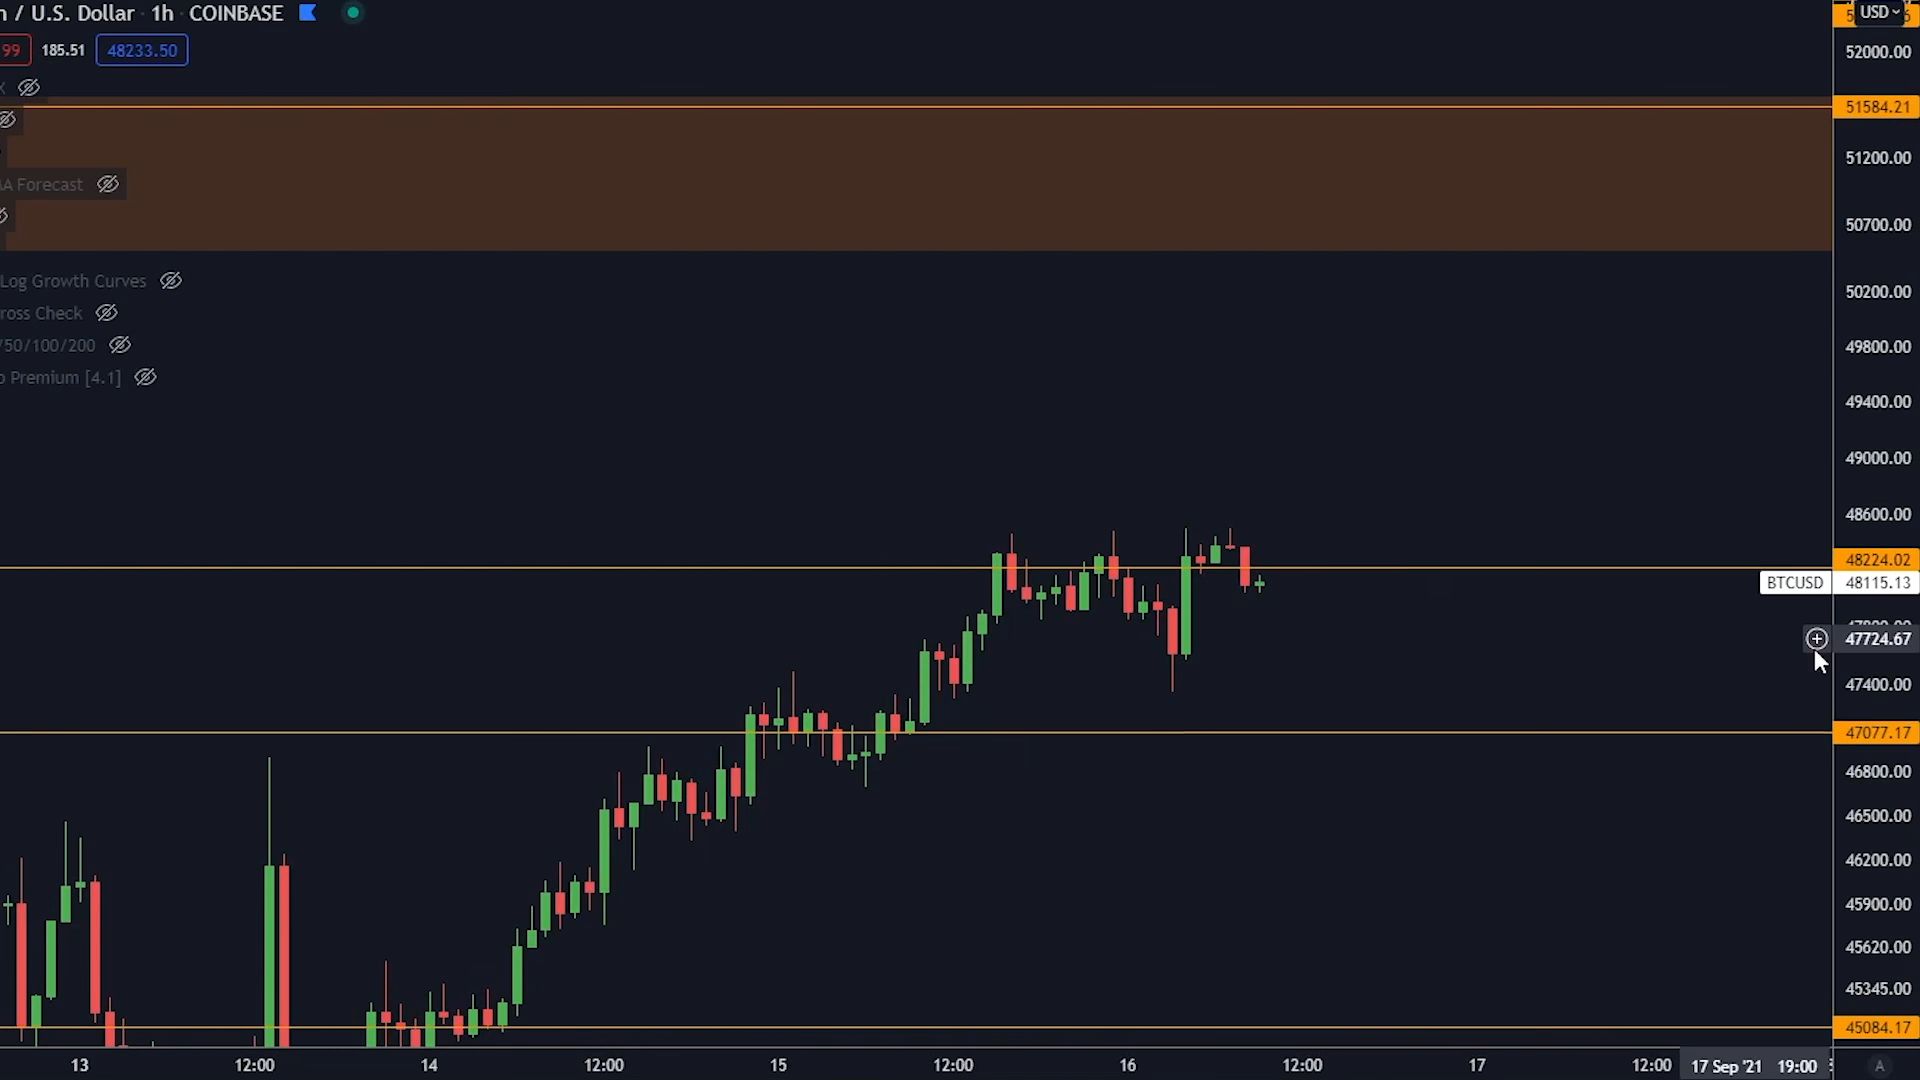 n / U.S. Dollar · 1h · COINBASE
99 185.51 48233.50
AA Forecast
Log Growth Curves
ross Check
/50/100/200
o Premium [4.1]
USD
52000.00
51584.21
51200.00
50700.00
50200.00
49800.00
49400.00
49000.00
48600.00
48224.02
BTCUSD 48115.13
47724.67
47400.00
47077.17
46800.00
46500.00
46200.00
45900.00
45620.00
45345.00
45084.17
13 12:00 14 12:00 15 12:00 16 12:00 17 12:00 17 Sep '21 19:00 A